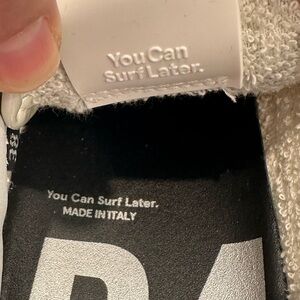 You Can
Surf Later.
You Can Surf Later.
MADE IN ITALY